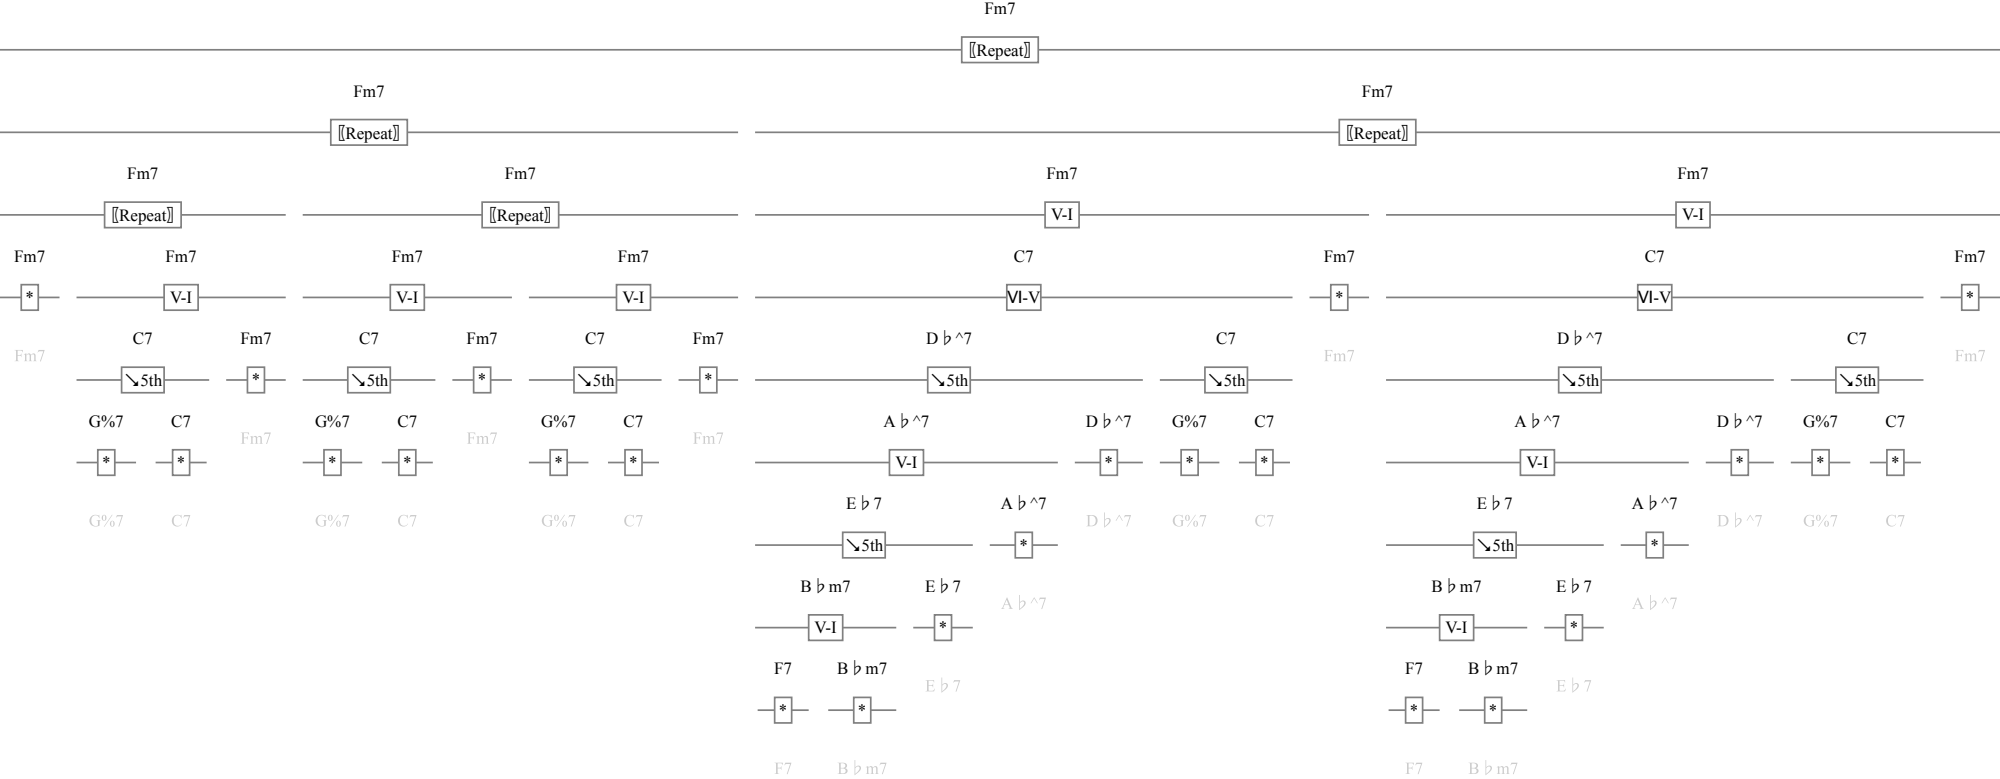 Fm7
⟦Repeat⟧
Fm7 Fm7
⟦Repeat⟧ ⟦Repeat⟧
Fm7 Fm7 Fm7 Fm7
⟦Repeat⟧ ⟦Repeat⟧ V-I V-I
Fm7 Fm7 Fm7 Fm7 C7 Fm7 C7 Fm7
* V-I V-I V-I Ⅵ-V * Ⅵ-V *
C7 Fm7 C7 Fm7 C7 Fm7 D♭^7 C7 D♭^7 C7
Fm7 Fm7 Fm7
↘5th * ↘5th * ↘5th * ↘5th ↘5th ↘5th ↘5th
G%7 C7 G%7 C7 G%7 C7 A♭^7 D♭^7 G%7 C7 A♭^7 D♭^7 G%7 C7
Fm7 Fm7 Fm7
* * * * * * V-I * * * V-I * * *
E♭7 A♭^7 E♭7 A♭^7
G%7 C7 G%7 C7 G%7 C7 D♭^7 G%7 C7 D♭^7 G%7 C7
↘5th * ↘5th *
B♭m7 E♭7 B♭m7 E♭7
A♭^7 A♭^7
V-I * V-I *
F7 B♭m7 F7 B♭m7
E♭7 E♭7
* * * *
F7 B♭m7 F7 B♭m7